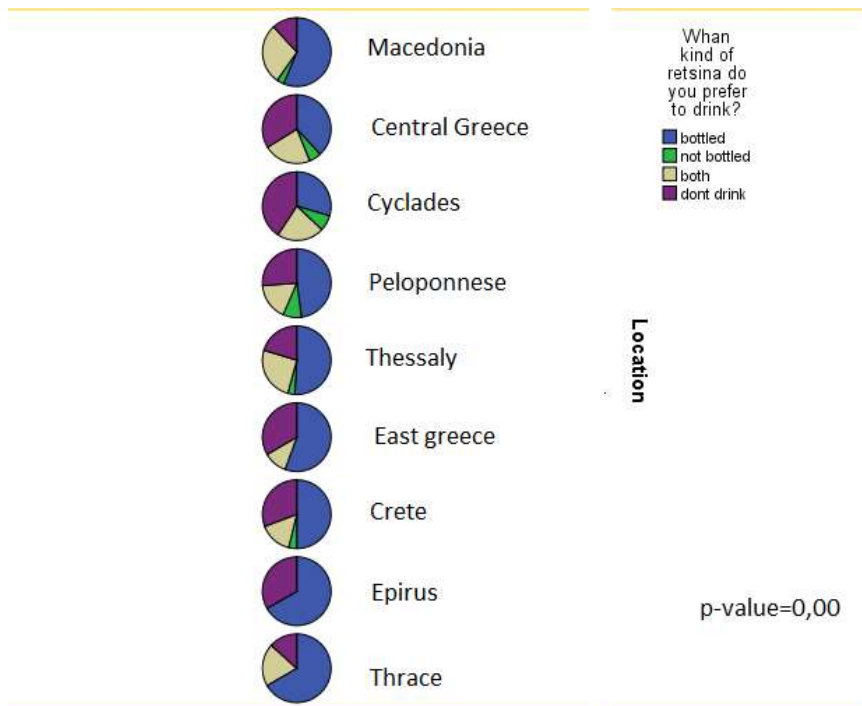 Macedonia
Central Greece
Cyclades
Peloponnese
Thessaly
East greece
Crete
Epirus
Thrace
Whan
kind of
retsina do
you prefer
to drink?
bottled
not bottled
both
dont drink
Location
p-value=0,00